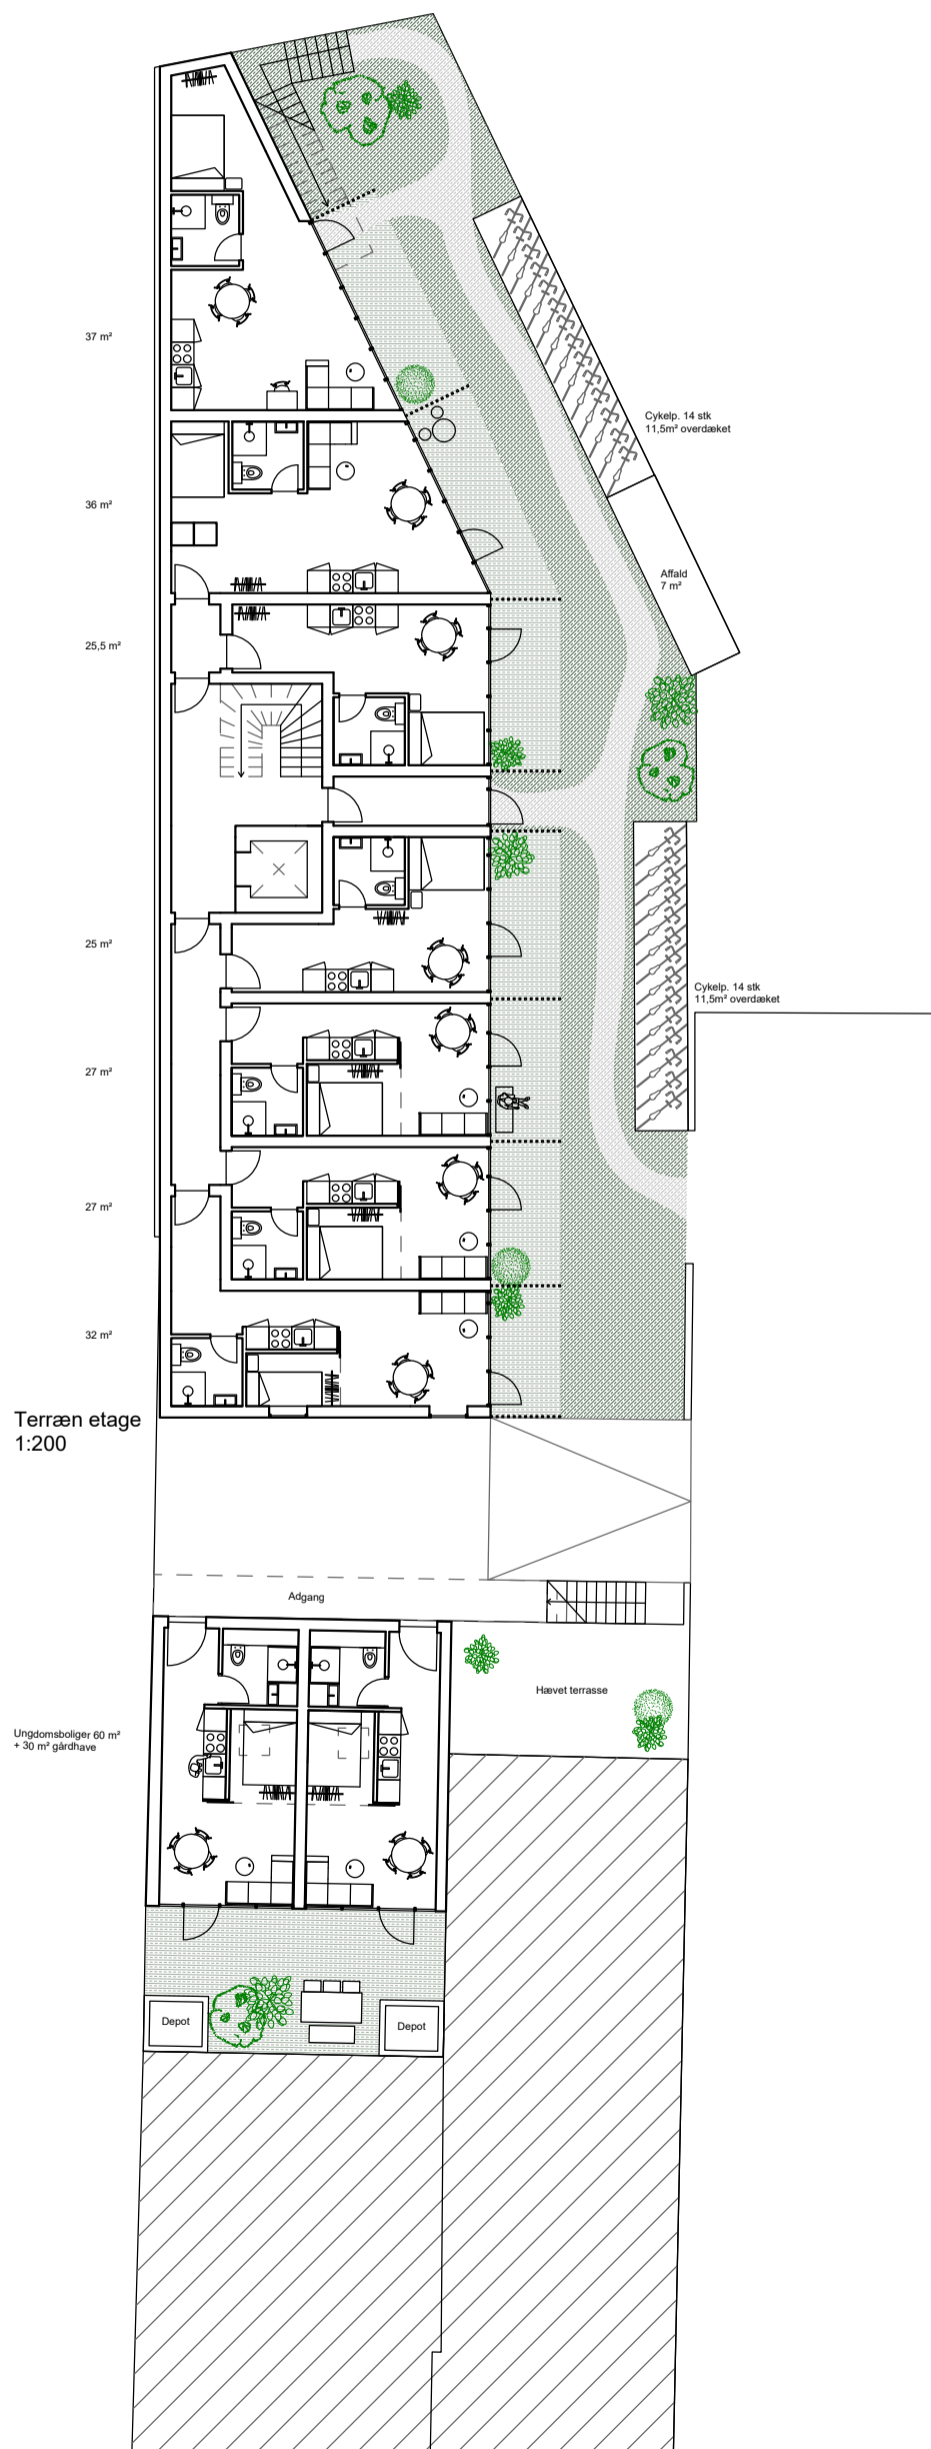 37 m²
Cykelp. 14 stk
11,5m² overdæket
36 m²
Affald
7 m²
25,5 m²
25 m²
Cykelp. 14 stk
11,5m² overdæket
27 m²
27 m²
32 m²
Terræn etage
1:200
Adgang
Hævet terrasse
Ungdomsboliger 60 m²
+ 30 m² gårdhave
Depot
Depot